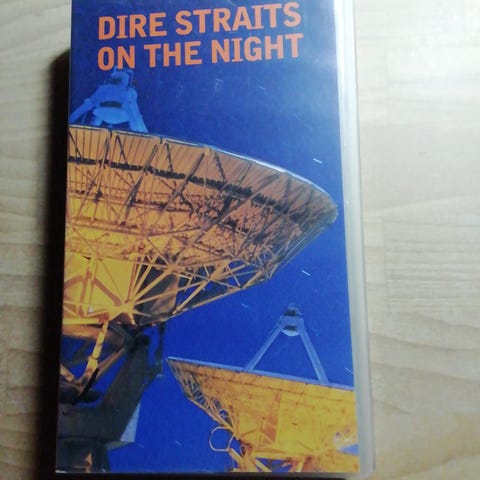 DIRE STRAITS
ON THE NIGHT